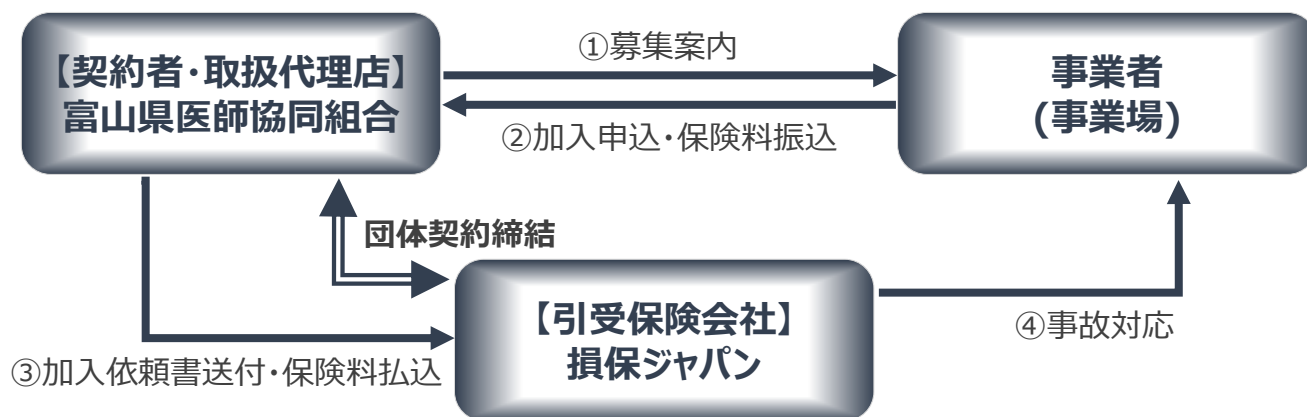 【契約者・取扱代理店】
富山県医師協同組合
①募集案内
事業者
(事業場)
②加入申込・保険料振込
団体契約締結
【引受保険会社】
損保ジャパン
④事故対応
③加入依頼書送付・保険料払込